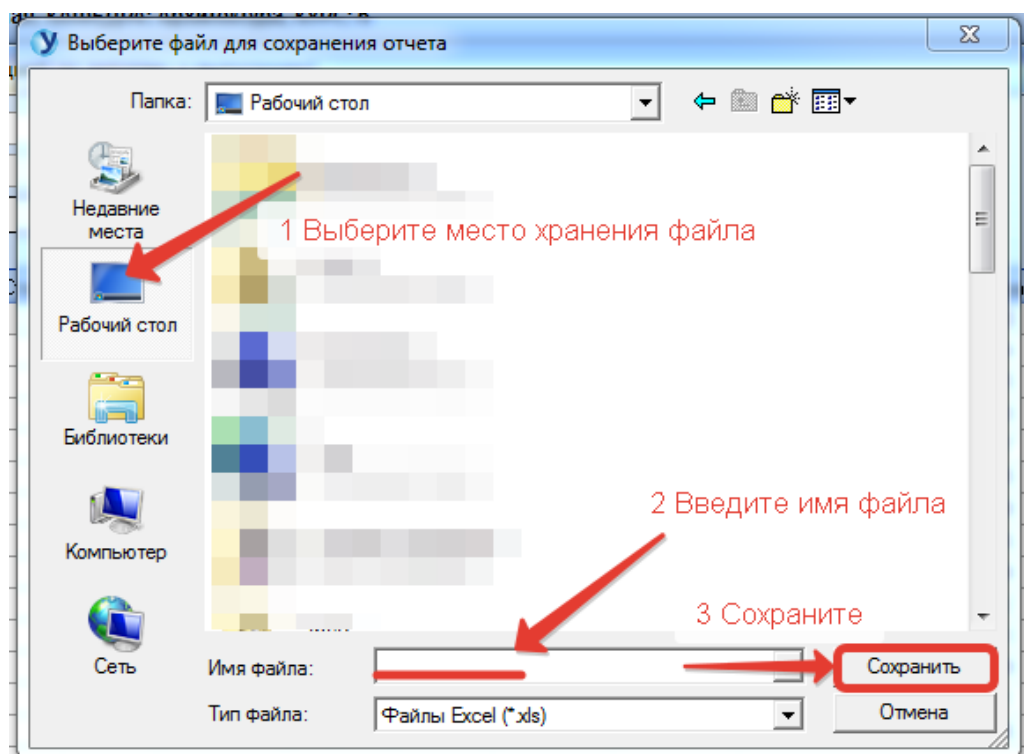 Выберите файл для сохранения отчета
Папка:
Рабочий стол
Недавние
места
1 Выберите место хранения файла
Рабочий стол
Библиотеки
2 Введите имя файла
Компьютер
3 Сохраните
Сеть
Имя файла:
Сохранить
Тип файла:
Файлы Excel (*.xls)
Отмена